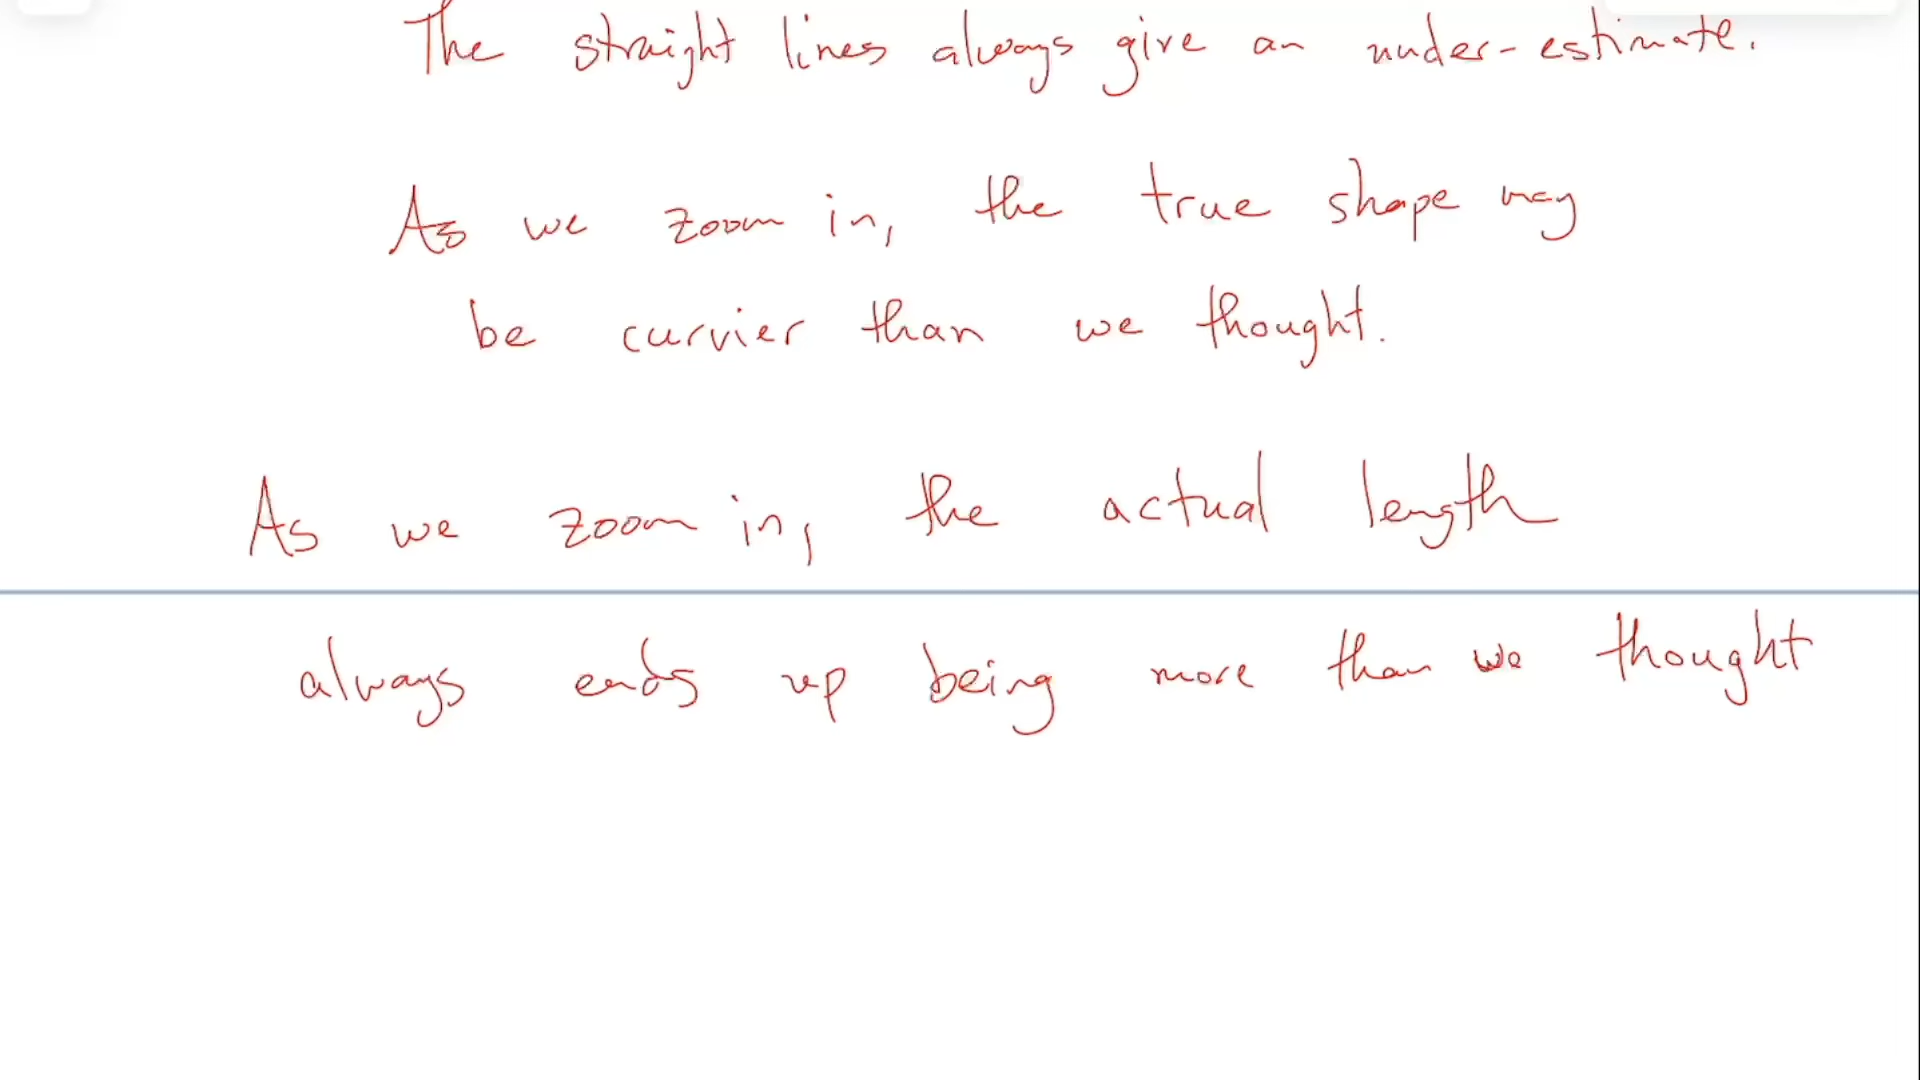 The straight lines always give an under-estimate.
As we zoom in, the true shape may
be curvier than we thought.
As we zoom in, the actual length
always ends up being more than we thought